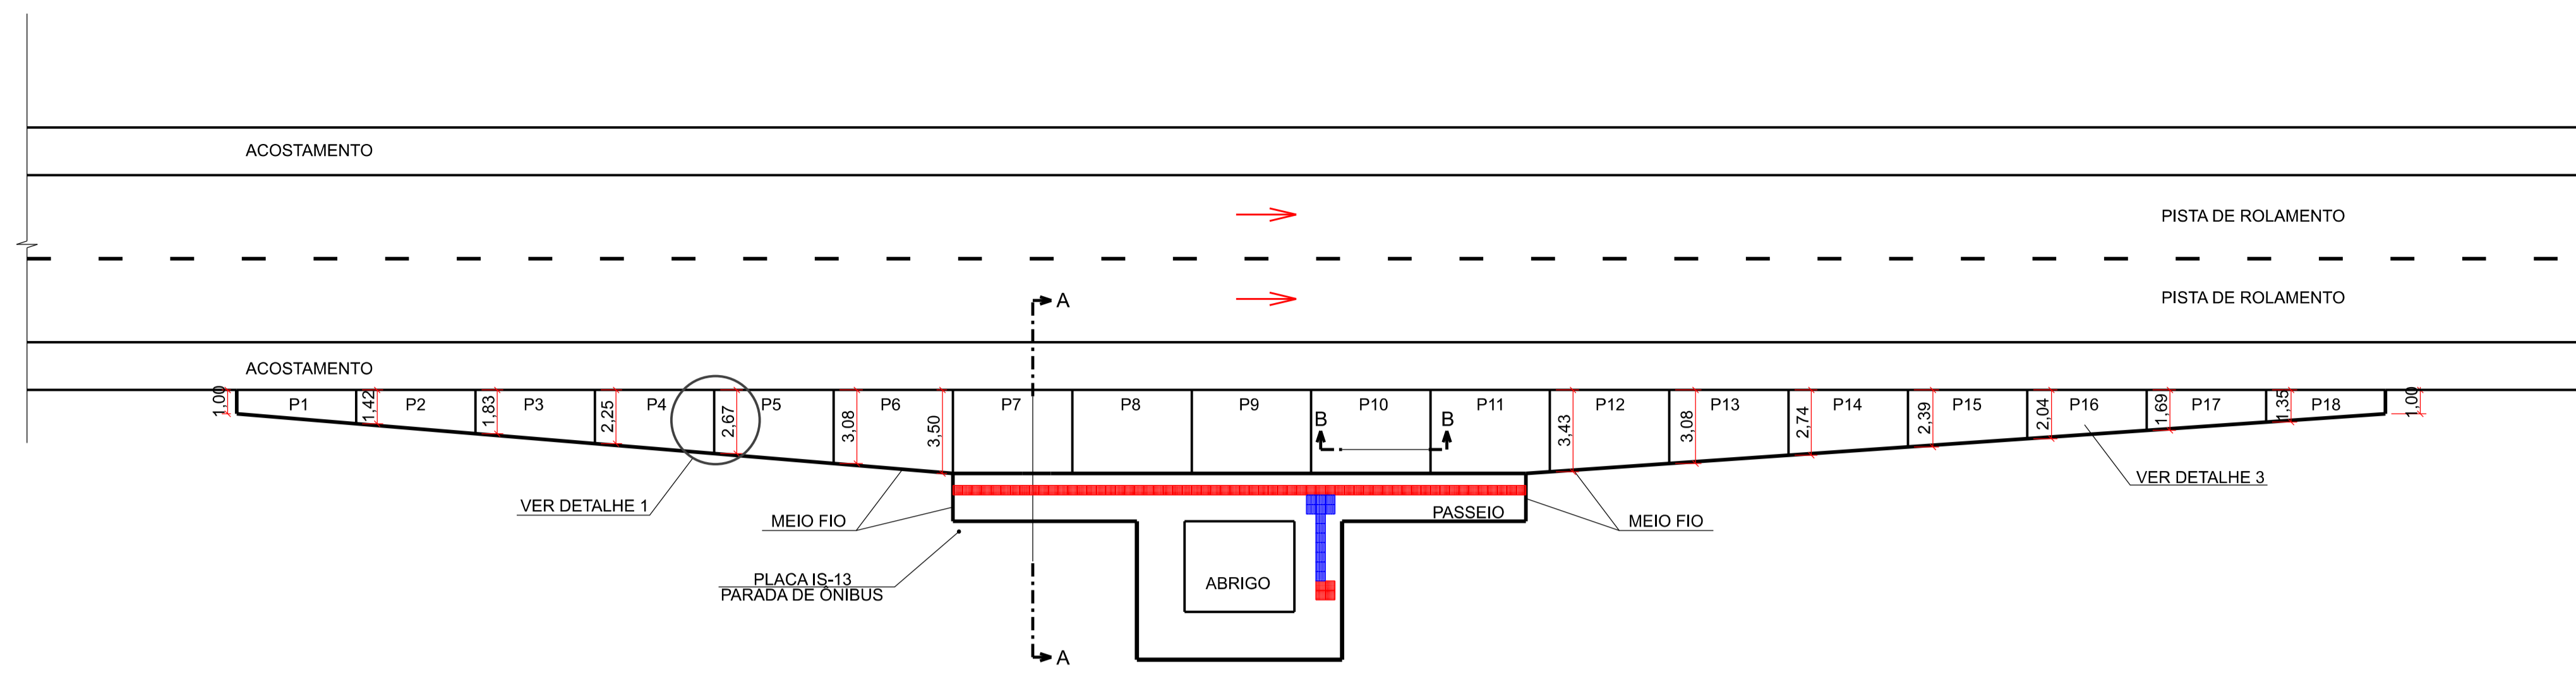 ACOSTAMENTO
PISTA DE ROLAMENTO
PISTA DE ROLAMENTO
A
ACOSTAMENTO
1,00
P1
1,42
P2
1,83
P3
2,25
P4
2,67
P5
3,08
P6
3,50
P7
P8
P9
P10
P11
3,43
P12
3,08
P13
2,74
P14
2,39
P15
2,04
P16
1,69
P17
1,35
P18
1,00
B
B
VER DETALHE 3
VER DETALHE 1
MEIO FIO
PASSEIO
MEIO FIO
PLACA IS-13
PARADA DE ÔNIBUS
ABRIGO
A